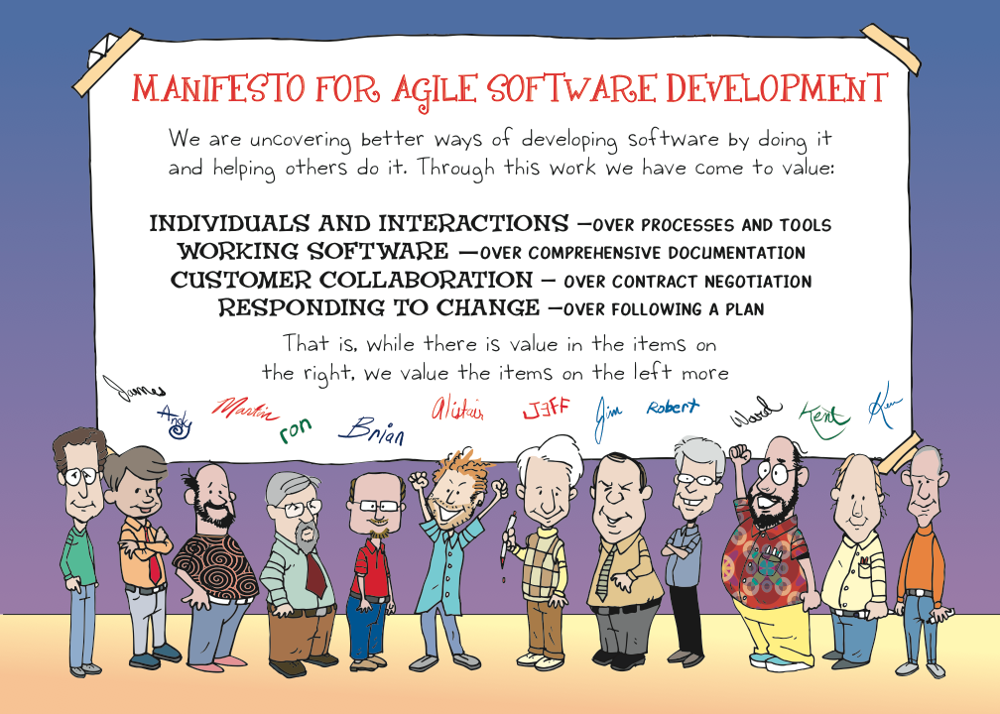 MANIFESTO FOR AGILE SOFTWARE DEVELOPMENT
We are uncovering better ways of developing software by doing it
and helping others do it. Through this work we have come to value:
INDIVIDUALS AND INTERACTIONS —OVER PROCESSES AND TOOLS
WORKING SOFTWARE —OVER COMPREHENSIVE DOCUMENTATION
CUSTOMER COLLABORATION — OVER CONTRACT NEGOTIATION
RESPONDING TO CHANGE —OVER FOLLOWING A PLAN
That is, while there is value in the items on
the right, we value the items on the left more
James Andy Martin ron Brian Alistair JEFF Jim Robert Ward Kent Ken